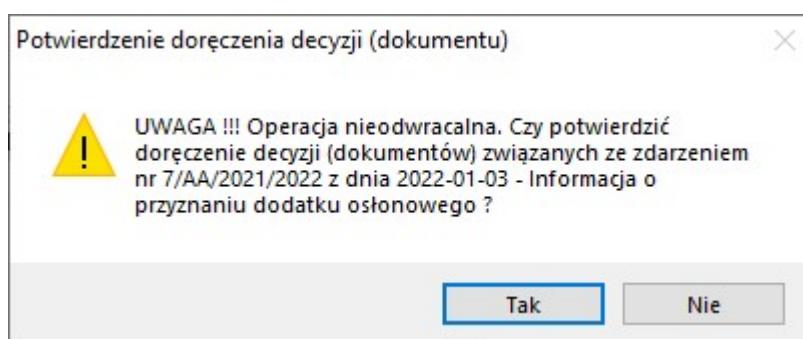 Potwierdzenie doręczenia decyzji (dokumentu)
UWAGA !!! Operacja nieodwracalna. Czy potwierdzić
doręczenie decyzji (dokumentów) związanych ze zdarzeniem
nr 7/AA/2021/2022 z dnia 2022-01-03 - Informacja o
przyznaniu dodatku osłonowego ?
Tak
Nie